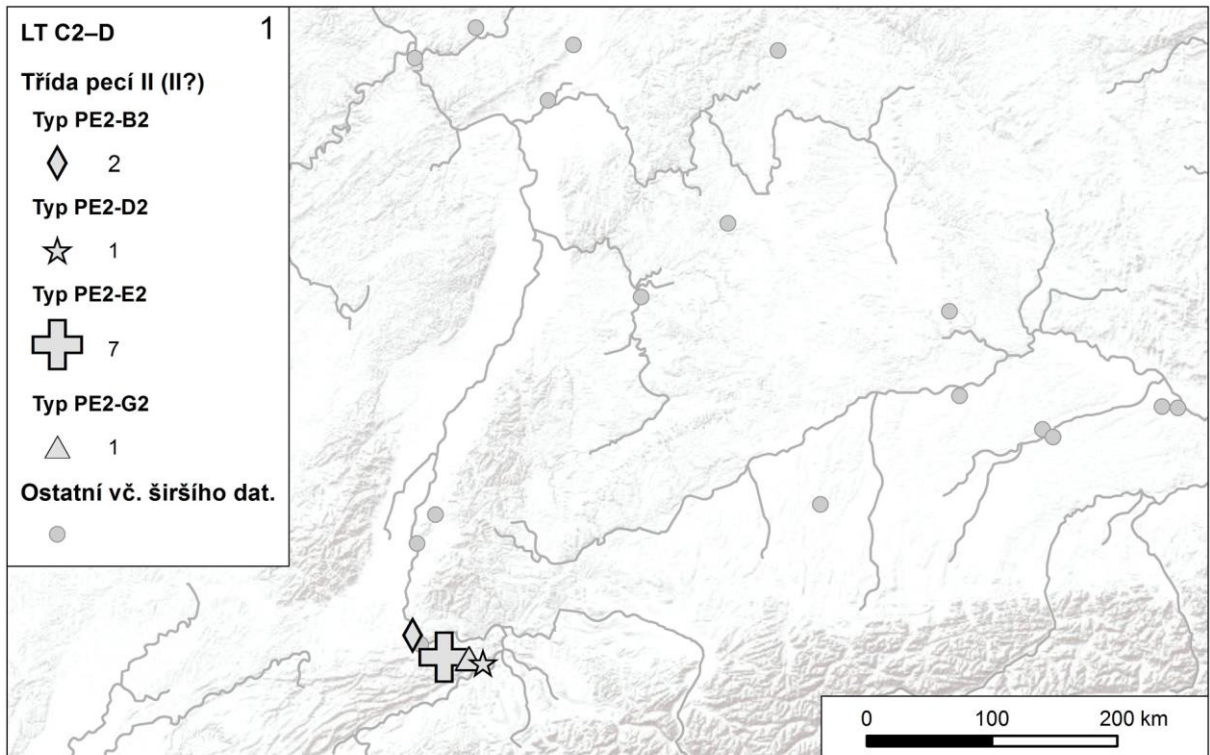 LT C2–D 1
Třída pecí II (II?)
Typ PE2-B2
2
Typ PE2-D2
1
Typ PE2-E2
7
Typ PE2-G2
1
Ostatní vč. širšího dat.
0 100 200 km